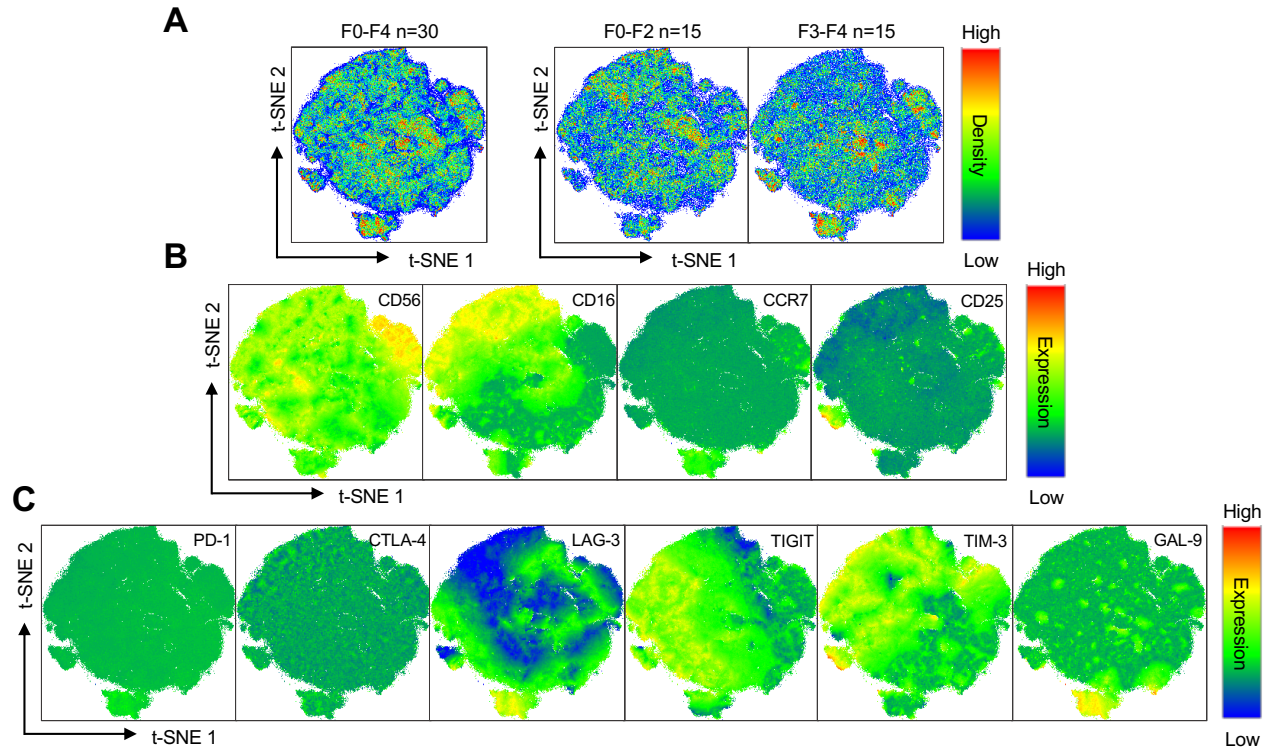 A
F0-F4 n=30
F0-F2 n=15
F3-F4 n=15
High
t-SNE 2
t-SNE 2
Density
t-SNE 1
t-SNE 1
Low
B
High
CD56
CD16
CCR7
CD25
t-SNE 2
Expression
t-SNE 1
Low
C
High
PD-1
CTLA-4
LAG-3
TIGIT
TIM-3
GAL-9
t-SNE 2
Expression
t-SNE 1
Low